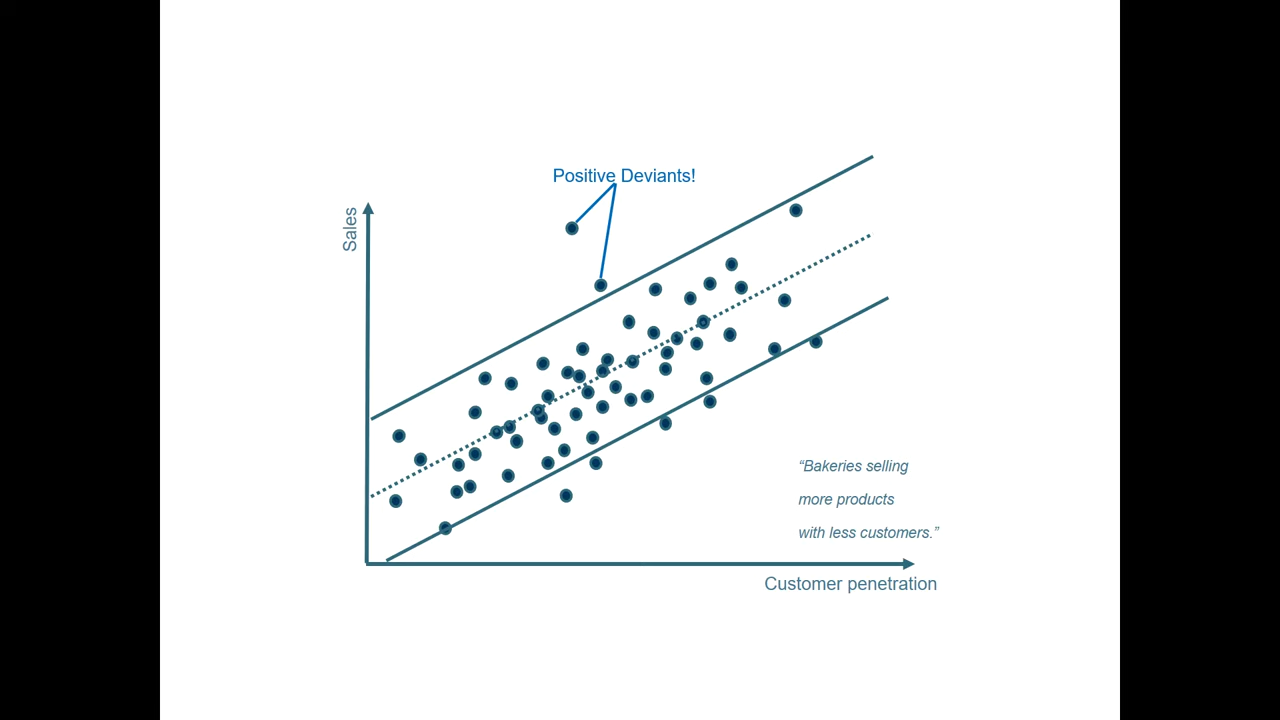 Positive Deviants!
Sales
“Bakeries selling
more products
with less customers.”
Customer penetration